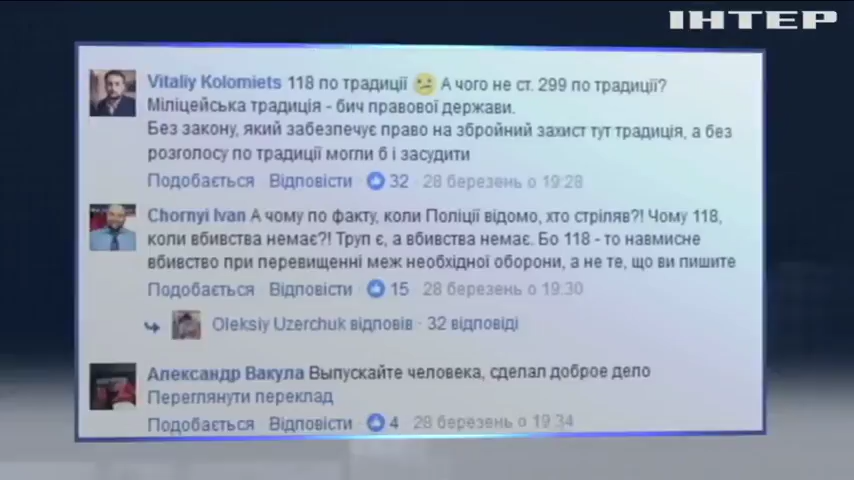 ІНТЕР
Vitaliy Kolomiets 118 по традиції 😕 А чого не ст. 299 по традиції?
Міліцейська традиція - бич правової держави.
Без закону, який забезпечує право на збройний захист тут традиція, а без
розголосу по традиції могли б і засудити
Подобається Відповісти 32 · 28 березень о 19:28
Chornyi Ivan А чому по факту, коли Поліції відомо, хто стріляв?! Чому 118,
коли вбивства немає?! Труп є, а вбивства немає. Бо 118 - то навмисне
вбивство при перевищенні меж необхідної оборони, а не те, що ви пишите
Подобається Відповісти 15 · 28 березень о 19:30
Oleksiy Uzerchuk відповів · 32 відповіді
Александр Вакула Выпускайте человека, сделал доброе дело
Переглянути переклад
Подобається Відповісти 4 · 28 березень о 19:34